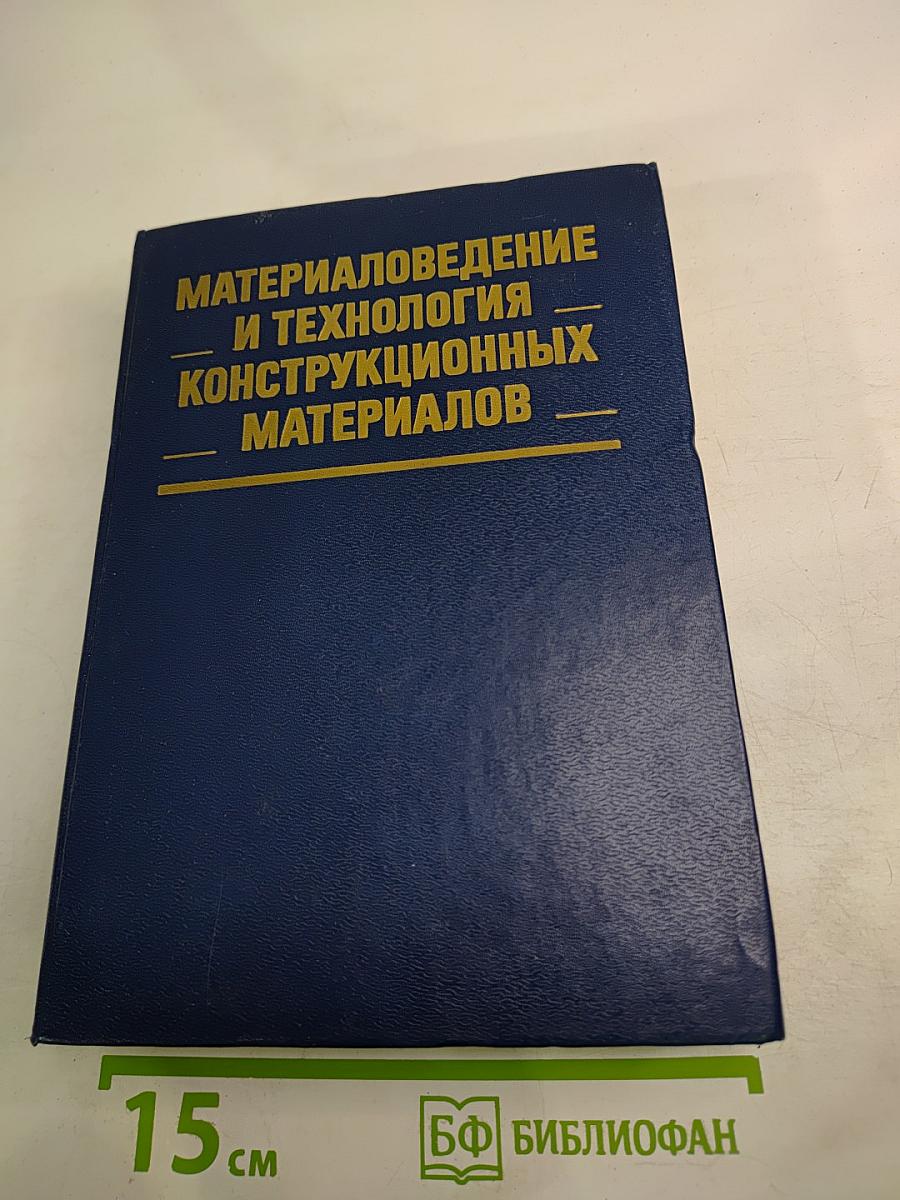 МАТЕРИАЛОВЕДЕНИЕ
И ТЕХНОЛОГИЯ
КОНСТРУКЦИОННЫХ
МАТЕРИАЛОВ
15 см
БФ БИБЛИОФАН